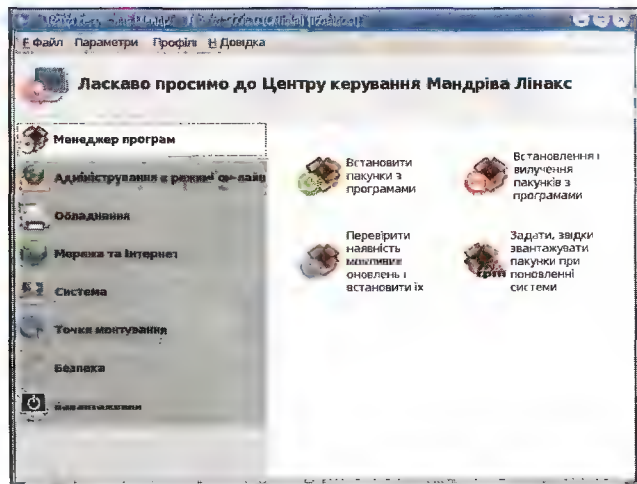 Файл Параметри Профілі Довідка
Ласкаво просимо до Центру керування Мандріва Лінакс
Менеджер програм
Адміністрування в режимі он-лайн
Обладнання
Мережа та Інтернет
Система
Точки монтування
Безпека
Завантаження
Встановити
пакунки з
програмами
Встановлення і
вилучення
пакунків з
програмами
Перевірити
наявність
можливих
оновлень і
встановити їх
Задати, звідки
звантажувати
пакунки при
поновленні
системи